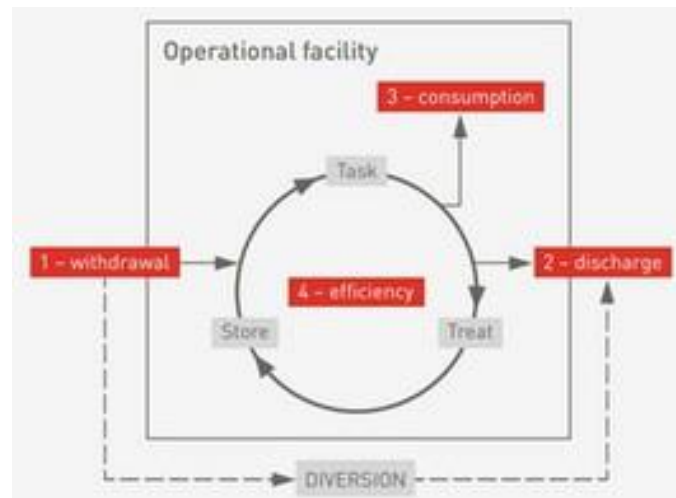 Operational facility
3 – consumption
Task
1 – withdrawal
2 – discharge
4 – efficiency
Store
Treat
DIVERSION